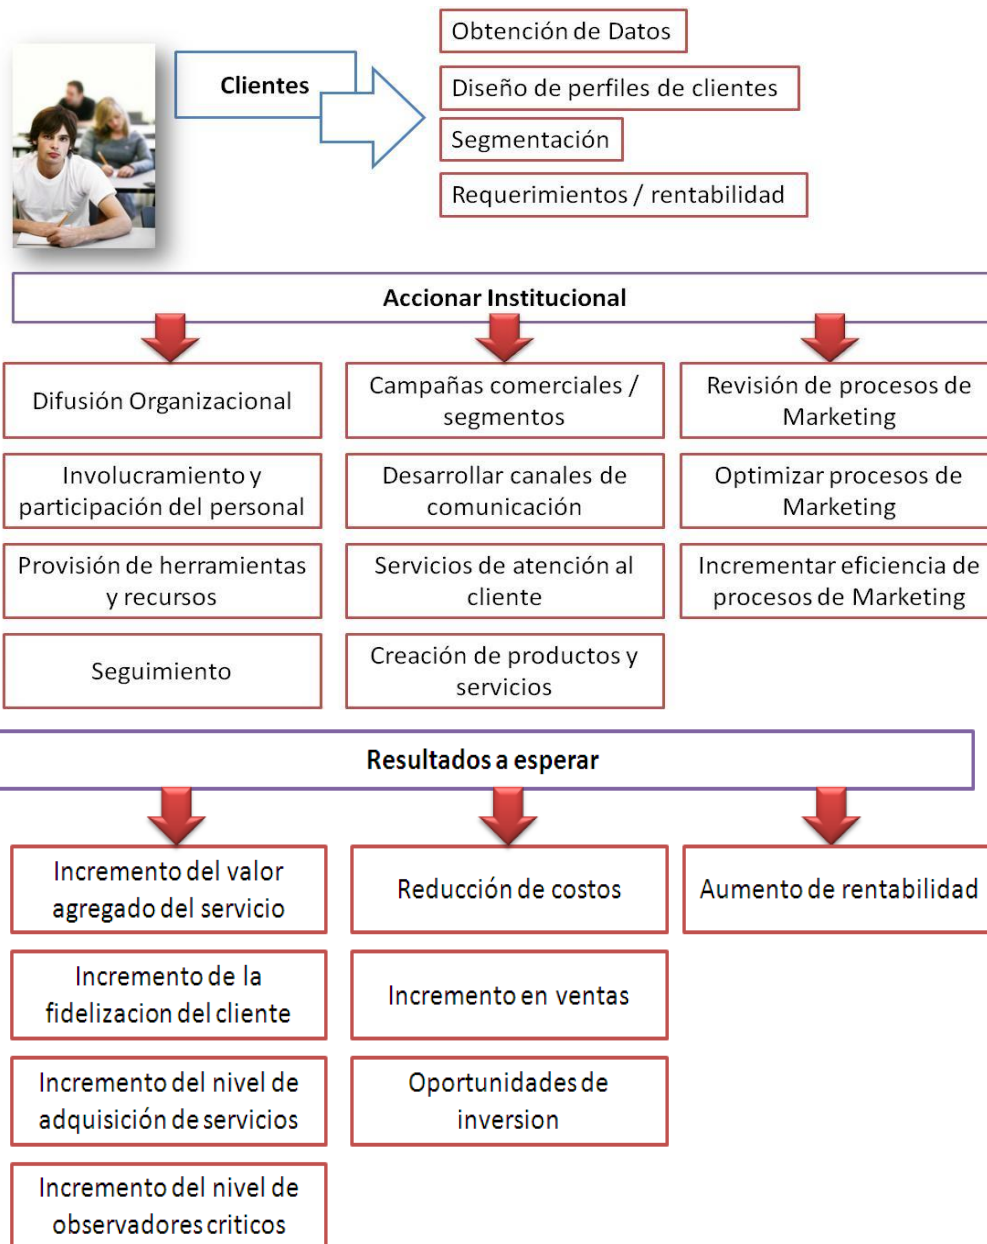 Clientes
Obtención de Datos
Diseño de perfiles de clientes
Segmentación
Requerimientos / rentabilidad
Accionar Institucional
Difusión Organizacional
Involucramiento y
participación del personal
Provisión de herramientas
y recursos
Seguimiento
Campañas comerciales /
segmentos
Desarrollar canales de
comunicación
Servicios de atención al
cliente
Creación de productos y
servicios
Revisión de procesos de
Marketing
Optimizar procesos de
Marketing
Incrementar eficiencia de
procesos de Marketing
Resultados a esperar
Incremento del valor
agregado del servicio
Incremento de la
fidelizacion del cliente
Incremento del nivel de
adquisición de servicios
Incremento del nivel de
observadores criticos
Reducción de costos
Incremento en ventas
Oportunidades de
inversion
Aumento de rentabilidad